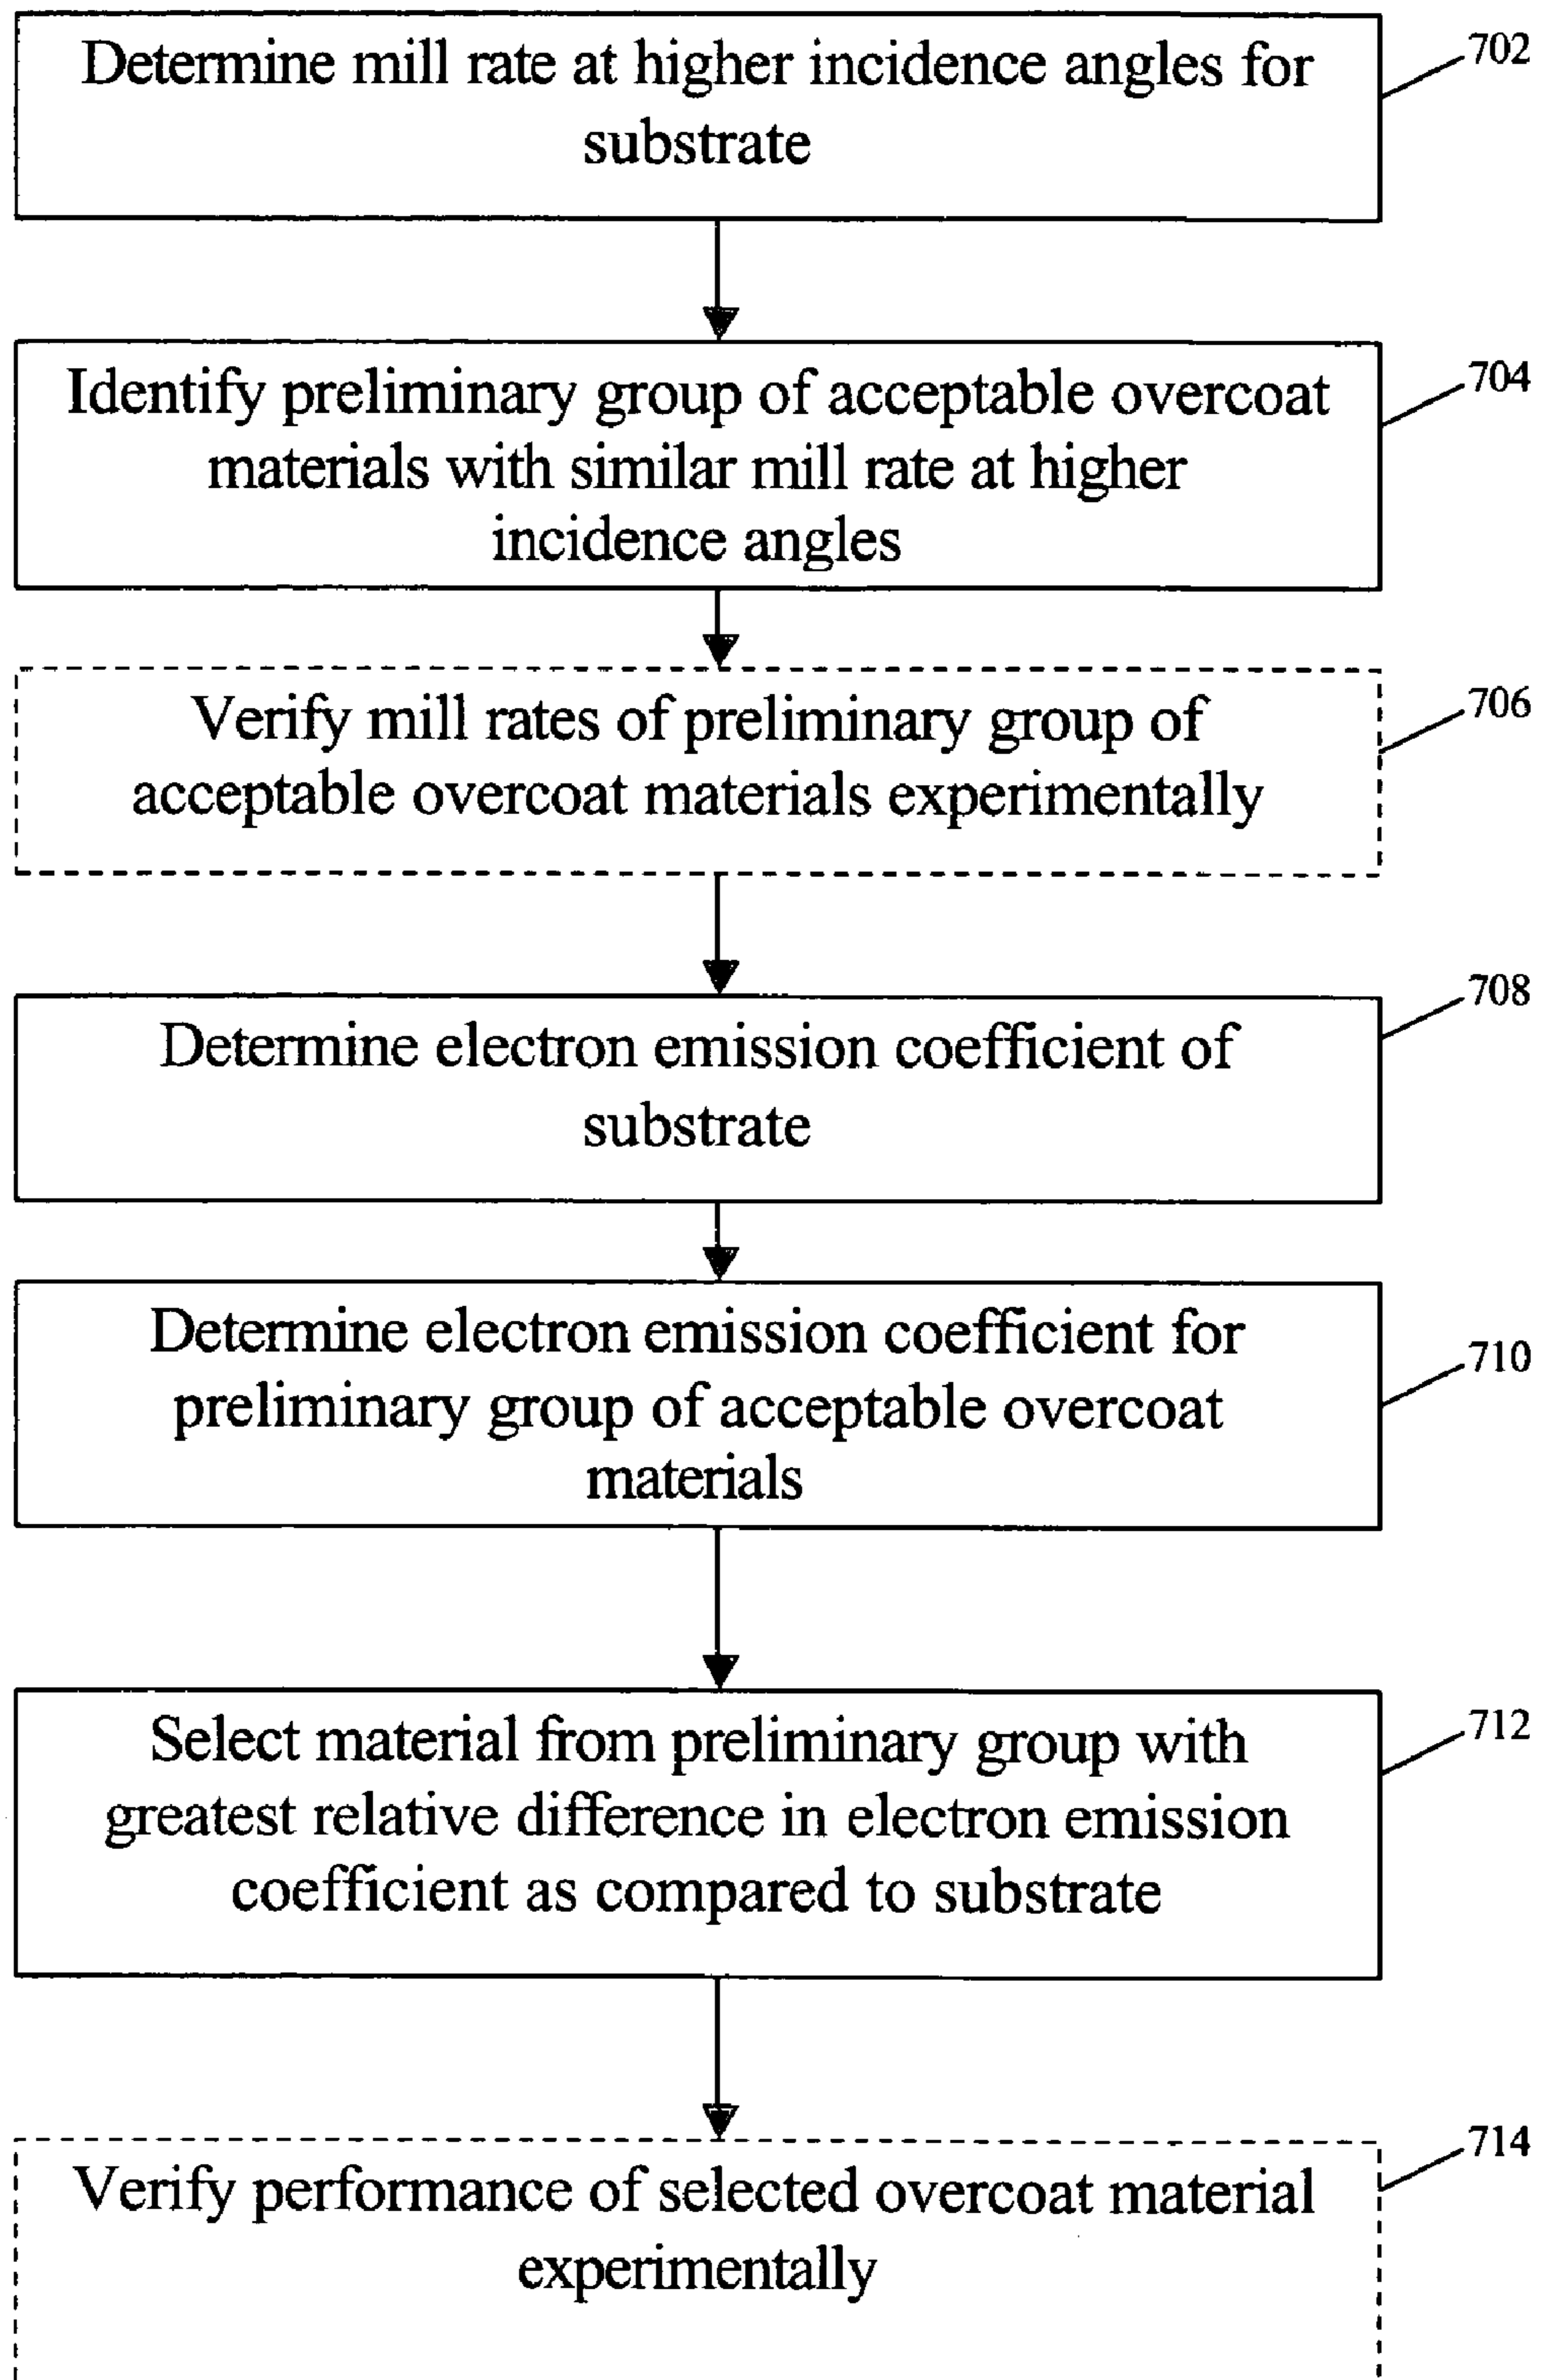 Determine mill rate at higher incidence angles for
substrate
702
Identify preliminary group of acceptable overcoat
materials with similar mill rate at higher
incidence angles
704
Verify mill rates of preliminary group of
acceptable overcoat materials experimentally
706
Determine electron emission coefficient of
substrate
708
Determine electron emission coefficient for
preliminary group of acceptable overcoat
materials
710
Select material from preliminary group with
greatest relative difference in electron emission
coefficient as compared to substrate
712
Verify performance of selected overcoat material
experimentally
714